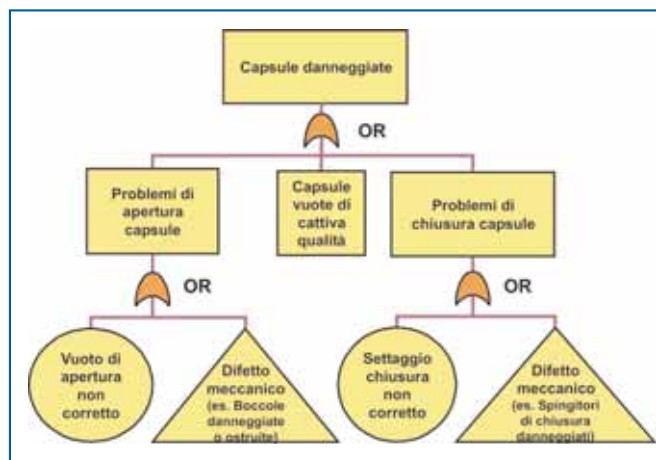 Capsule danneggiate
OR
Problemi di
apertura
capsule
Capsule
vuote di
cattiva
qualità
Problemi di
chiusura capsule
OR
OR
Vuoto di
apertura
non
corretto
Difetto
meccanico
(es. Boccole
danneggiate
o ostruite)
Settaggio
chiusura
non
corretto
Difetto
meccanico
(es. Spingitori
di chiusura
danneggiati)